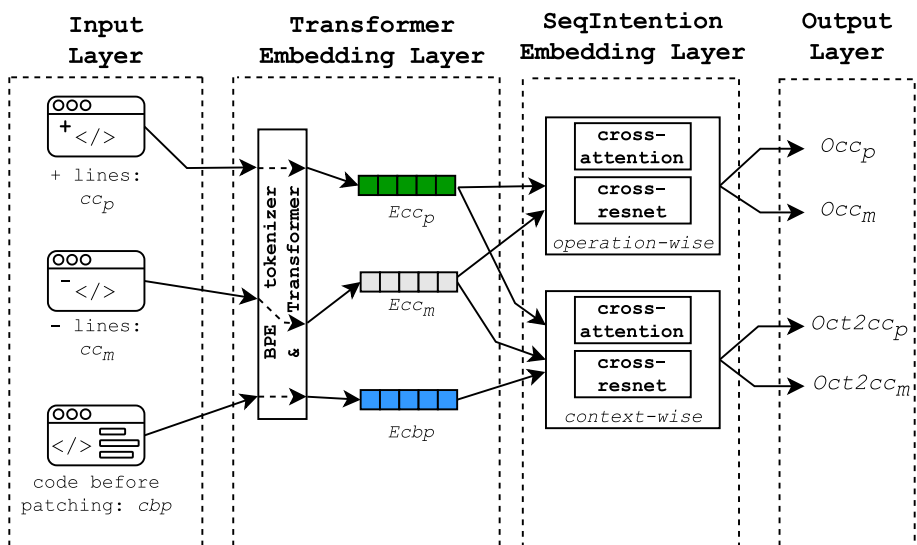 Input
Layer
Transformer
Embedding Layer
SeqIntention
Embedding Layer
Output
Layer
+ </>
+ lines:
ccp
- </>
- lines:
ccm
</>
code before
patching: cbp
BPE tokenizer
& Transformer
Eccp
Eccm
Ecbp
cross-
attention
cross-
resnet
operation-wise
cross-
attention
cross-
resnet
context-wise
Occp
Occm
Oct2ccp
Oct2ccm